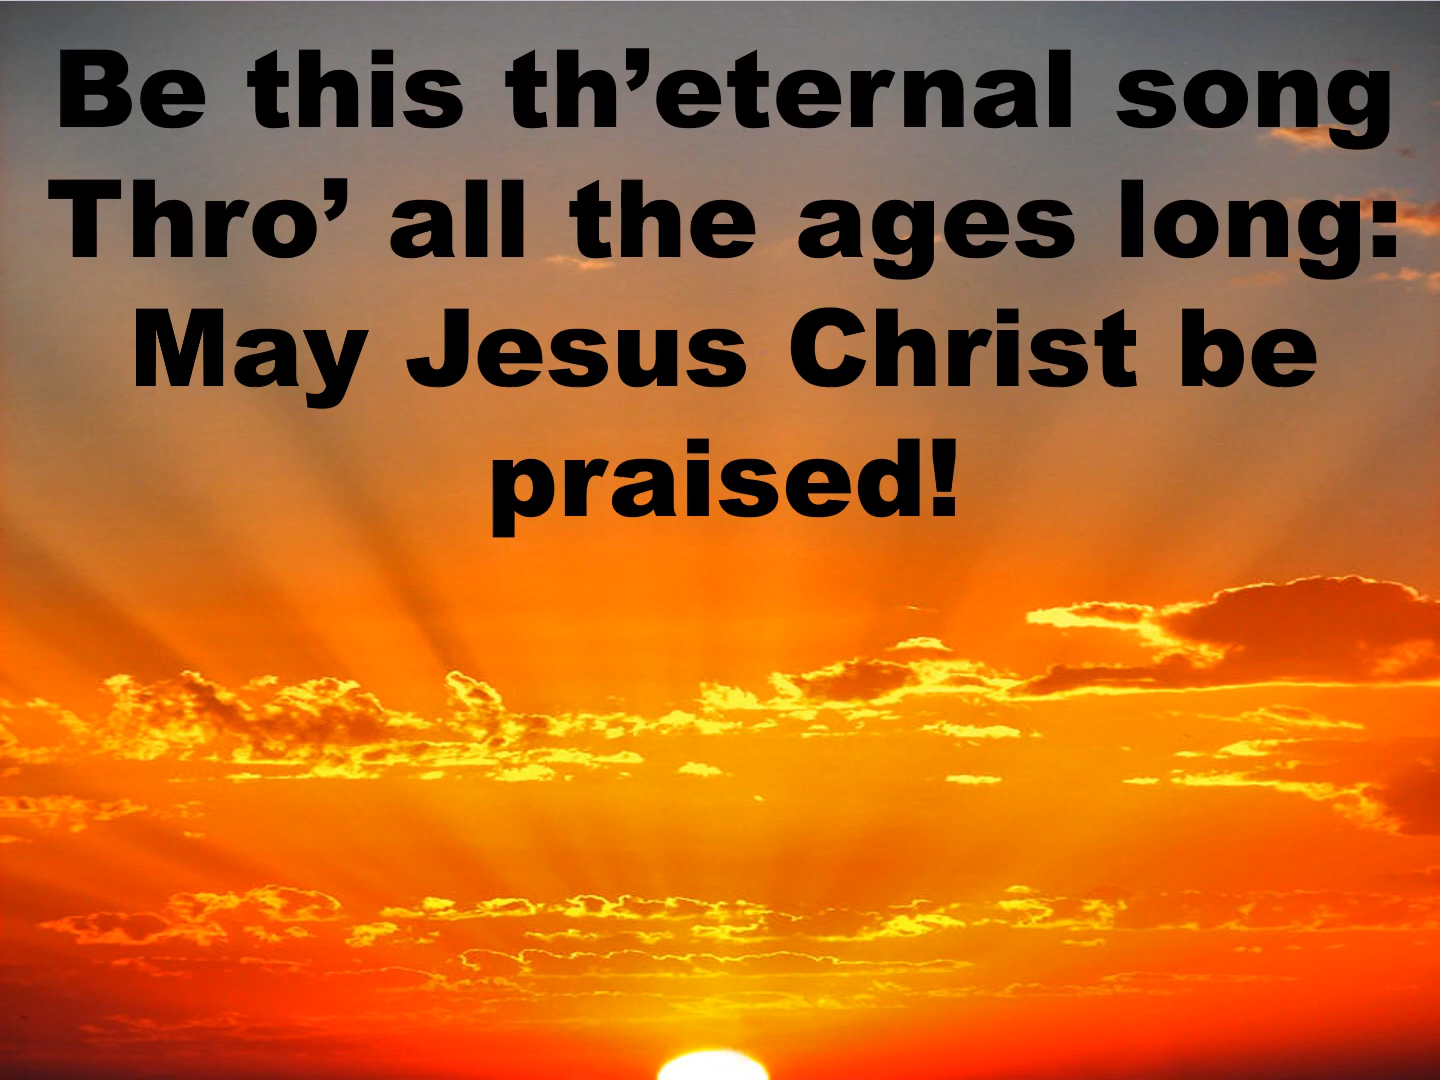 Be this th’eternal song
Thro’ all the ages long:
May Jesus Christ be
praised!